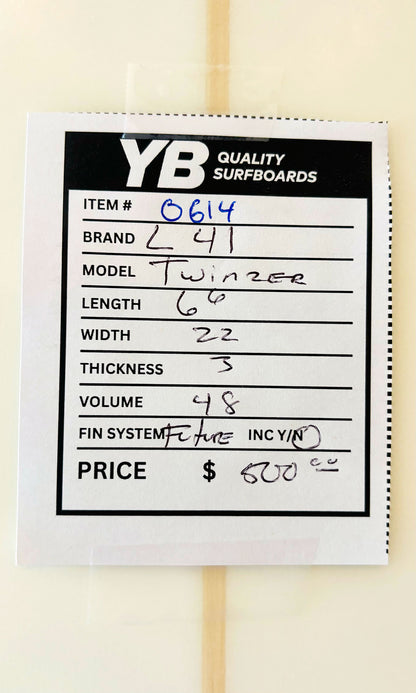 YB QUALITY
SURFBOARDS
ITEM # 0614
BRAND L 41
MODEL Twinzer
LENGTH 6 6
WIDTH 22
THICKNESS 3
VOLUME 48
FIN SYSTEM Future INC Y/N
PRICE $ 500 00